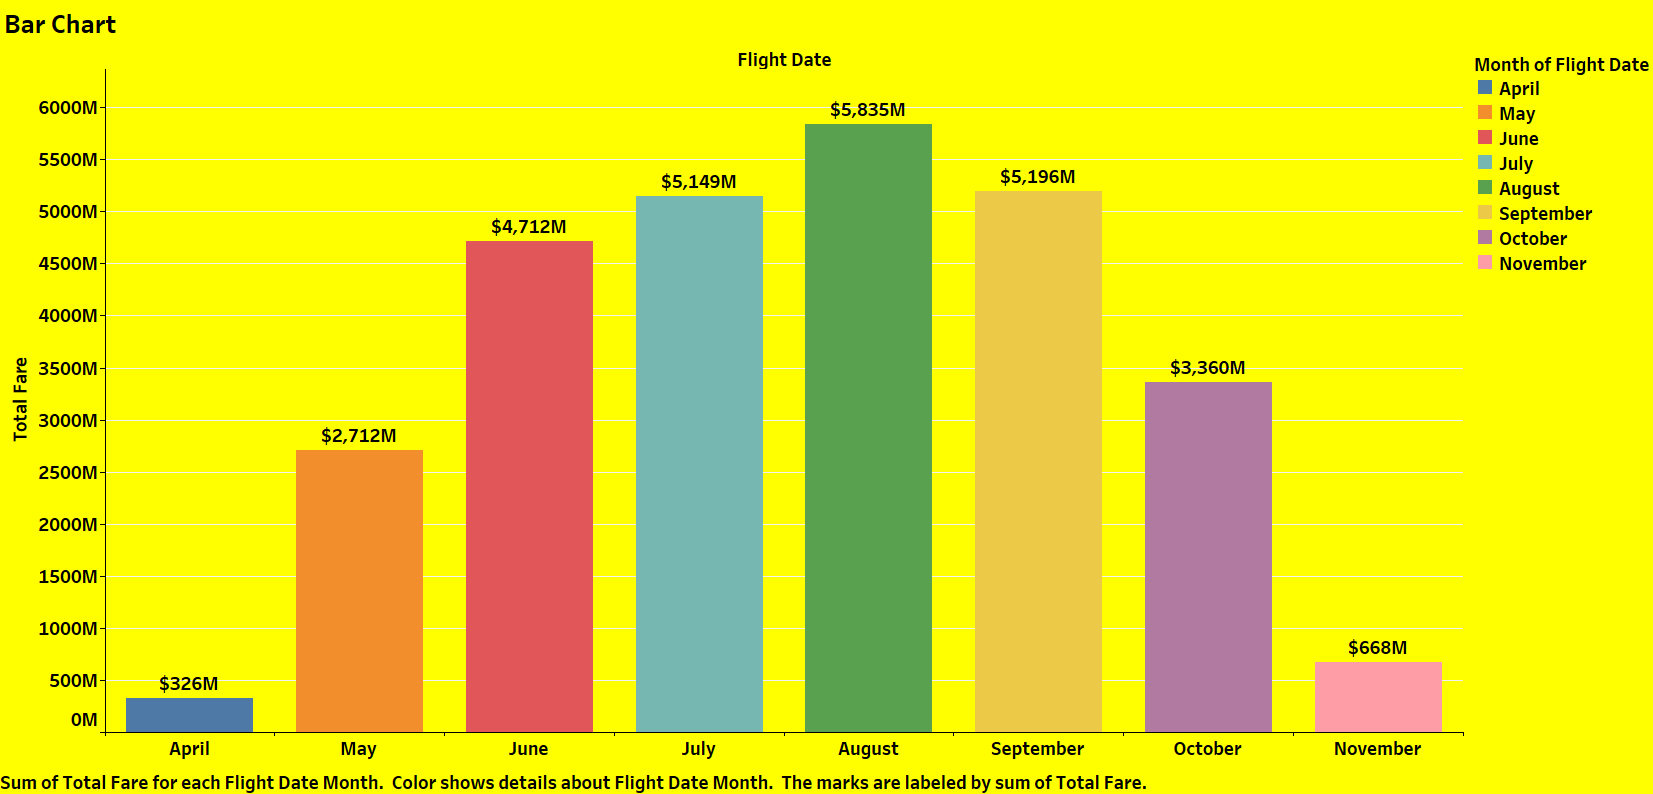 Bar Chart
Flight Date
Month of Flight Date
April
May
June
July
August
September
October
November
Total Fare
6000M
5500M
5000M
4500M
4000M
3500M
3000M
2500M
2000M
1500M
1000M
500M
0M
$326M
$2,712M
$4,712M
$5,149M
$5,835M
$5,196M
$3,360M
$668M
April May June July August September October November
Sum of Total Fare for each Flight Date Month.  Color shows details about Flight Date Month.  The marks are labeled by sum of Total Fare.